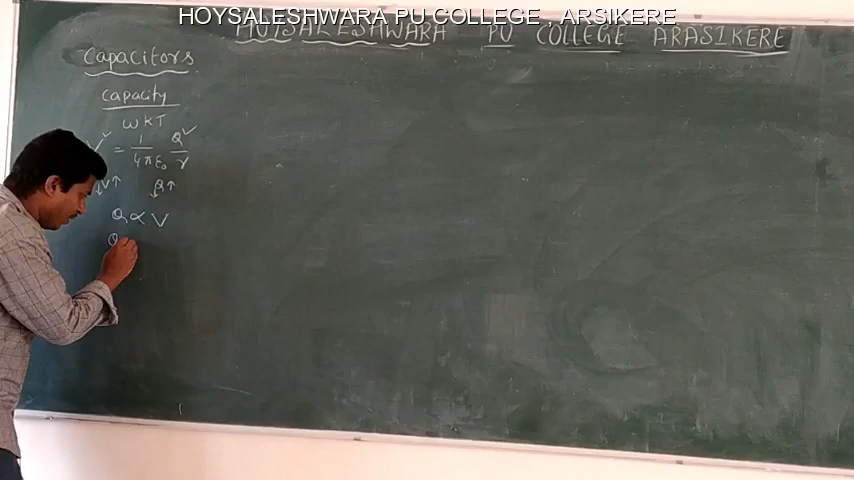 HOYSALESHWARA PU COLLEGE , ARSIKERE
HOYSALESHWARA PU COLLEGE ARASIKERE
Capacitors
Capacity
WKT
V = 1/4πε₀ Q/r
V↑ Q↑
Q ∝ V
Q